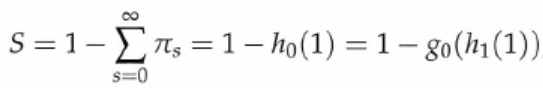 S = 1 − ∑_{s=0}^{∞} π_s = 1 − h_0(1) = 1 − g_0(h_1(1))